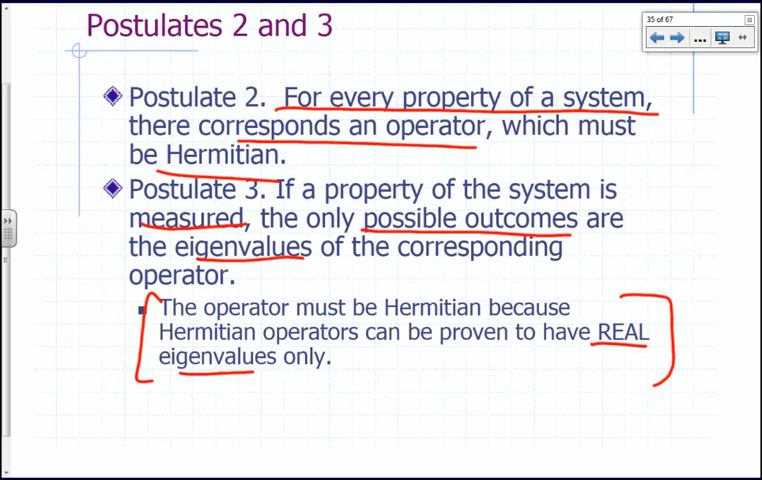 Postulates 2 and 3
35 of 67
Postulate 2. For every property of a system,
there corresponds an operator, which must
be Hermitian.
Postulate 3. If a property of the system is
measured, the only possible outcomes are
the eigenvalues of the corresponding
operator.
The operator must be Hermitian because
Hermitian operators can be proven to have REAL
eigenvalues only.